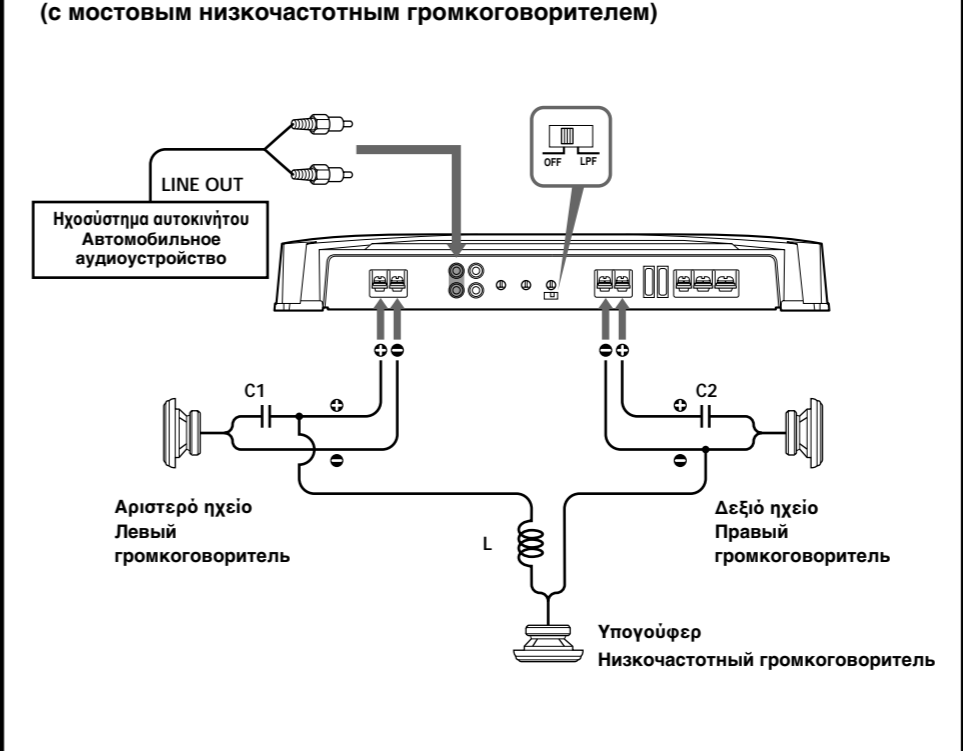 (с мостовым низкочастотным громкоговорителем)
OFF LPF
LINE OUT
Ηχοσύστημα αυτοκινήτου
Автомобильное
аудиоустройство
C1
C2
Αριστερό ηχείο
Левый
громкоговоритель
Δεξιό ηχείο
Правый
громкоговоритель
L
Υπογούφερ
Низкочастотный громкоговоритель